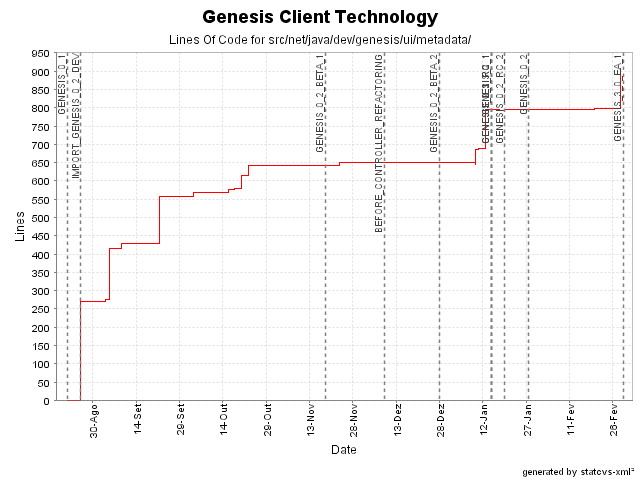 Genesis Client Technology
Lines Of Code for src/net/java/dev/genesis/ui/metadata/
Lines
950
900
850
800
750
700
650
600
550
500
450
400
350
300
250
200
150
100
50
0
GENESIS_0_1
IMPORT_GENESIS_0_2_DEV
GENESIS_0_2_BETA_1
BEFORE_CONTROLLER_REFACTORING
GENESIS_0_2_BETA_2
GENESIS_0_2_RC_2
GENESIS_0_2
GENESIS_3_0_EA_1
30-Ago
14-Set
29-Set
14-Out
29-Out
13-Nov
28-Nov
13-Dez
28-Dez
12-Jan
27-Jan
11-Fev
26-Fev
Date
generated by statcvs-xml²